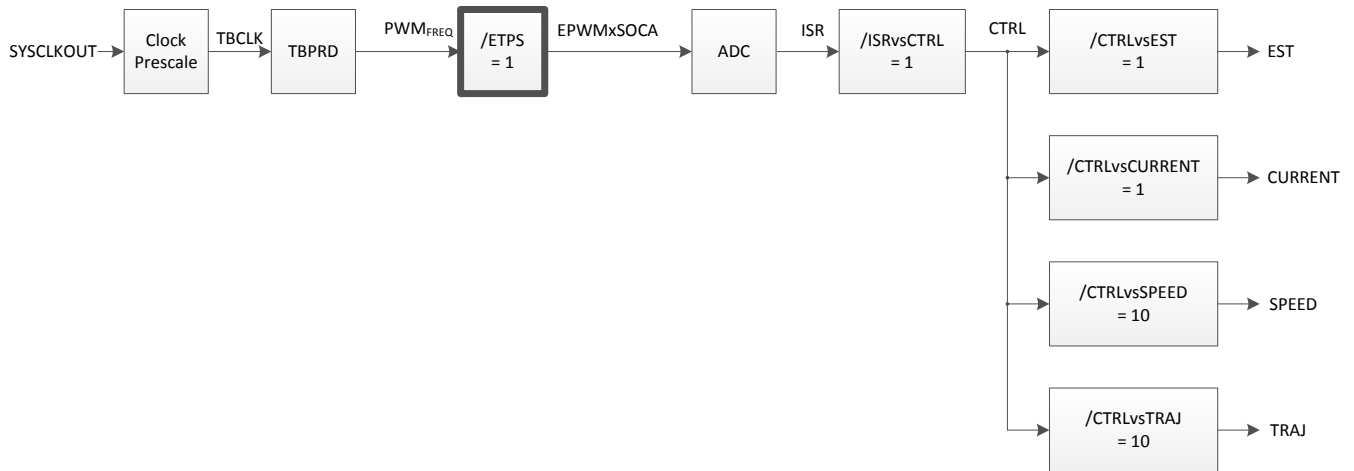 SYSCLKOUT
Clock
Prescale
TBCLK
TBPRD
PWMFREQ
/ETPS
= 1
EPWMxSOCA
ADC
ISR
/ISRvsCTRL
= 1
CTRL
/CTRLvsEST
= 1
EST
/CTRLvsCURRENT
= 1
CURRENT
/CTRLvsSPEED
= 10
SPEED
/CTRLvsTRAJ
= 10
TRAJ